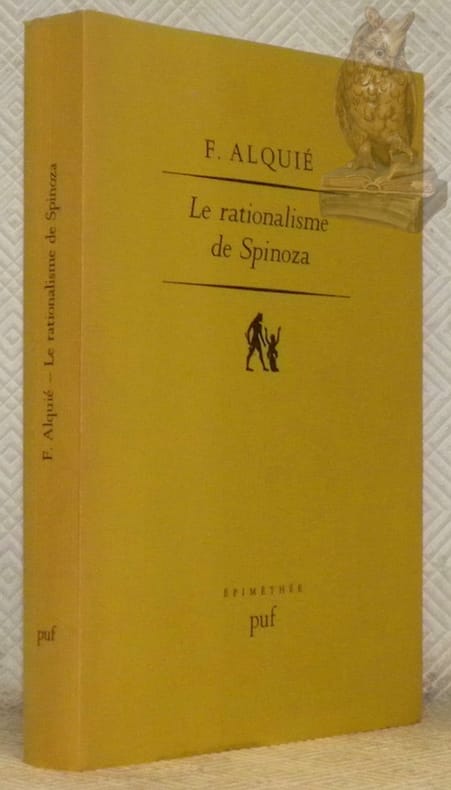 F. ALQUIÉ
Le rationalisme
de Spinoza
ÉPIMÉTHÉE
puf
F. Alquié – Le rationalisme de Spinoza
puf